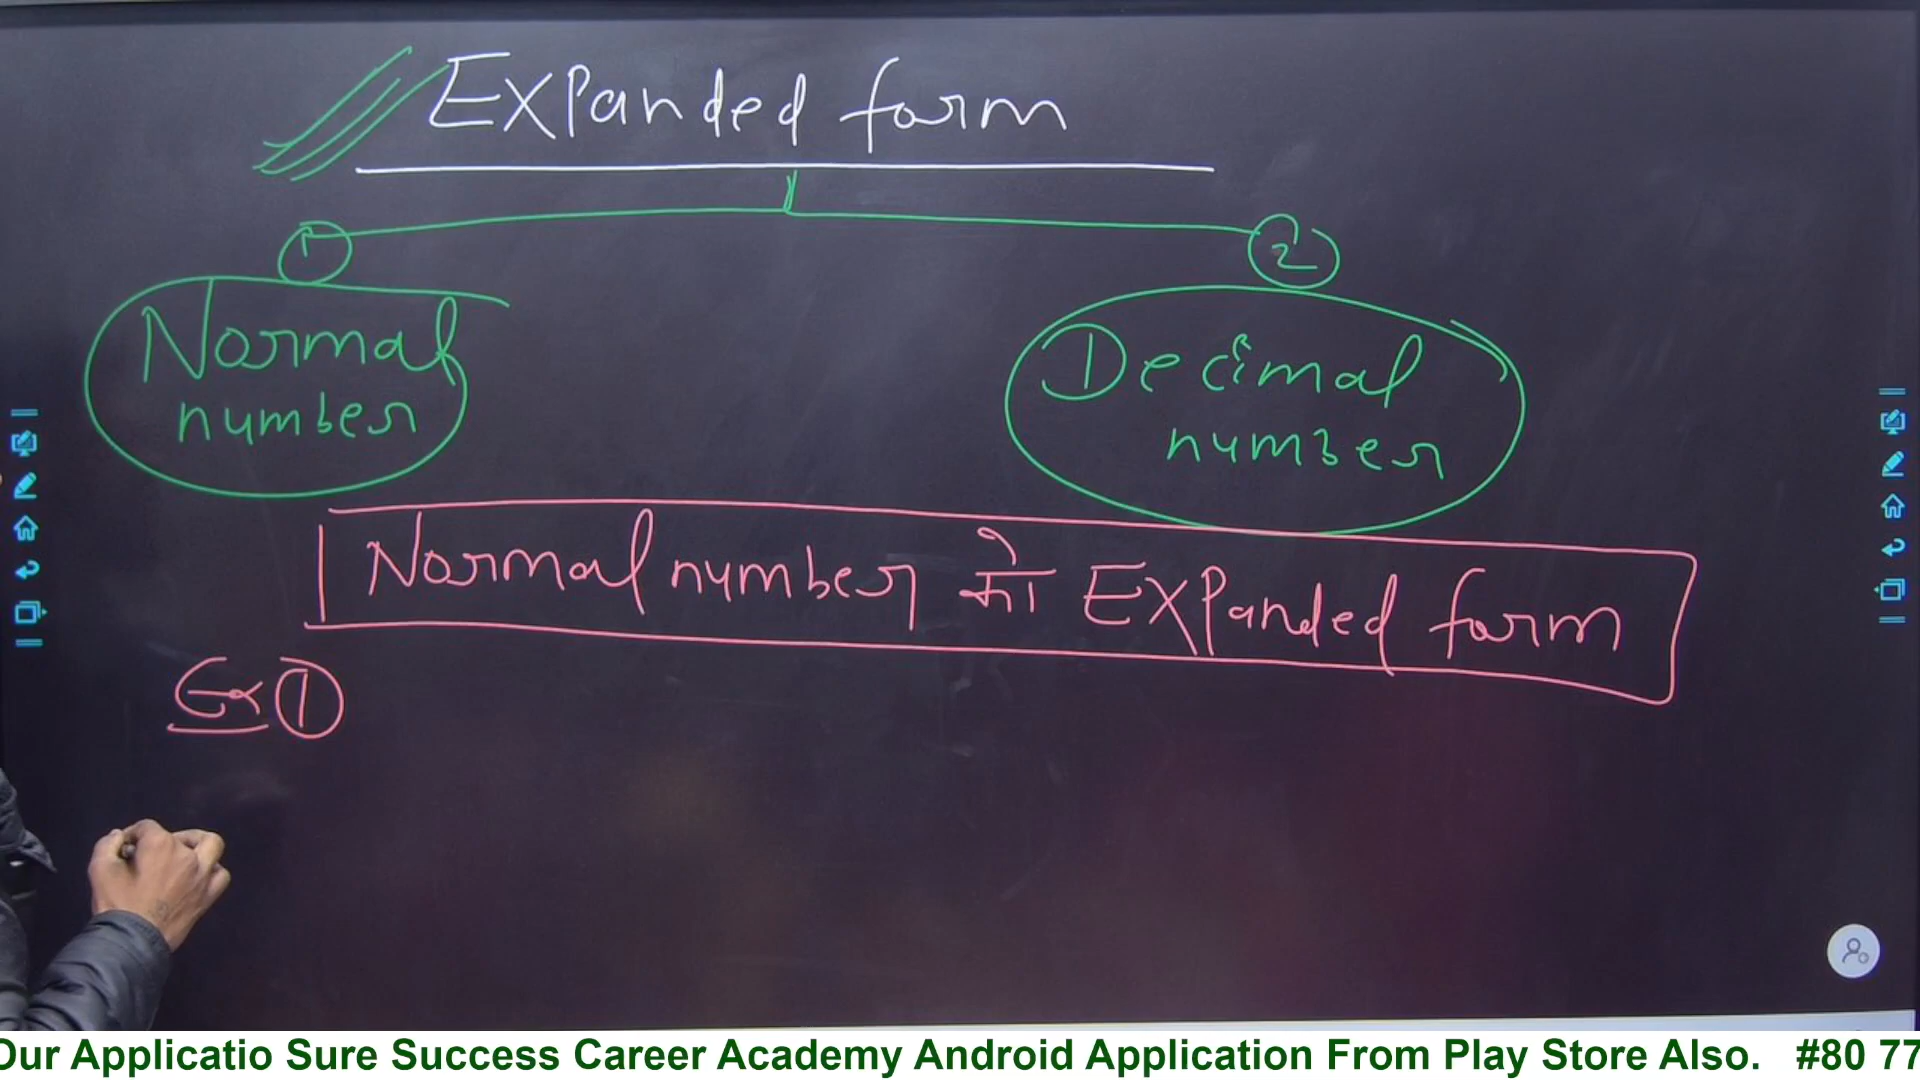 Expanded form
1
2
Normal
number
Decimal
number
Normal number को Expanded form
Ex 1
Our Applicatio Sure Success Career Academy Android Application From Play Store Also. #80 77